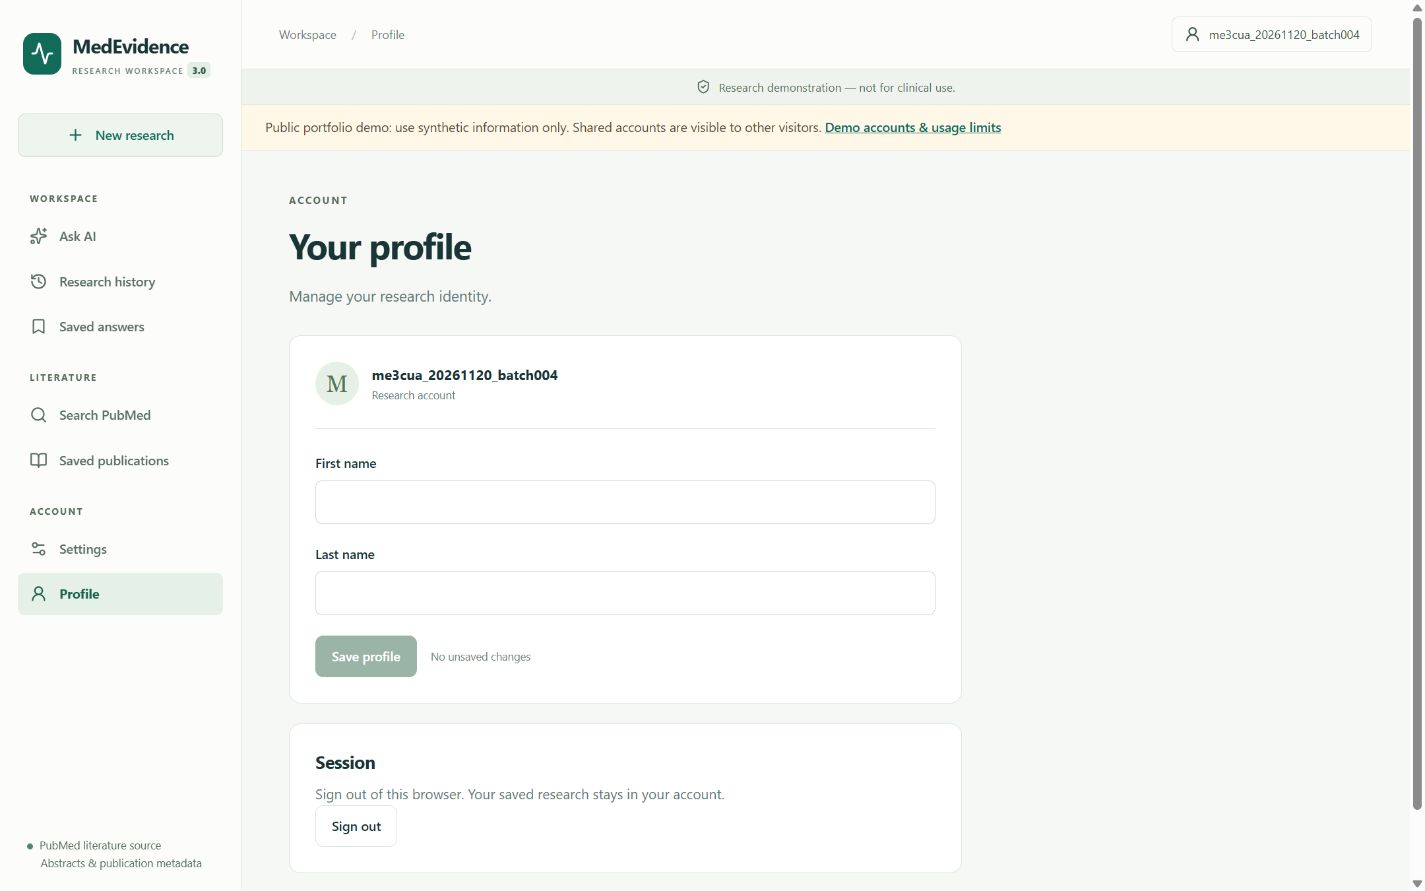 MedEvidence
RESEARCH WORKSPACE 3.0
New research
WORKSPACE
Ask AI
Research history
Saved answers
LITERATURE
Search PubMed
Saved publications
ACCOUNT
Settings
Profile
PubMed literature source
Abstracts & publication metadata
Workspace / Profile
me3cua_20261120_batch004
Research demonstration — not for clinical use.
Public portfolio demo: use synthetic information only. Shared accounts are visible to other visitors. Demo accounts & usage limits
ACCOUNT
Your profile
Manage your research identity.
M
me3cua_20261120_batch004
Research account
First name
Last name
Save profile
No unsaved changes
Session
Sign out of this browser. Your saved research stays in your account.
Sign out